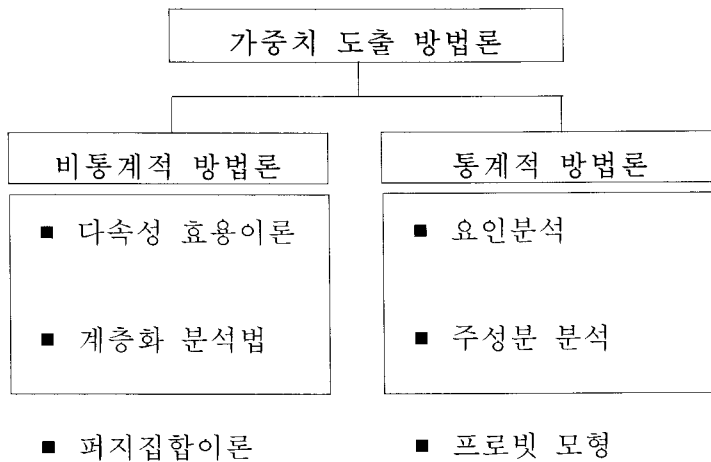 가중치 도출 방법론
비통계적 방법론
■ 다속성 효용이론
■ 계층화 분석법
■ 퍼지집합이론
통계적 방법론
■ 요인분석
■ 주성분 분석
■ 프로빗 모형